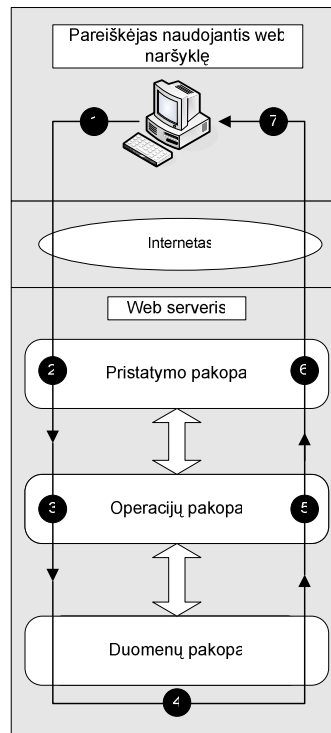 Pareiškėjas naudojantis web
naršyklę
1
7
Internetas
Web serveris
2
Pristatymo pakopa
6
3
Operacijų pakopa
5
Duomenų pakopa
4